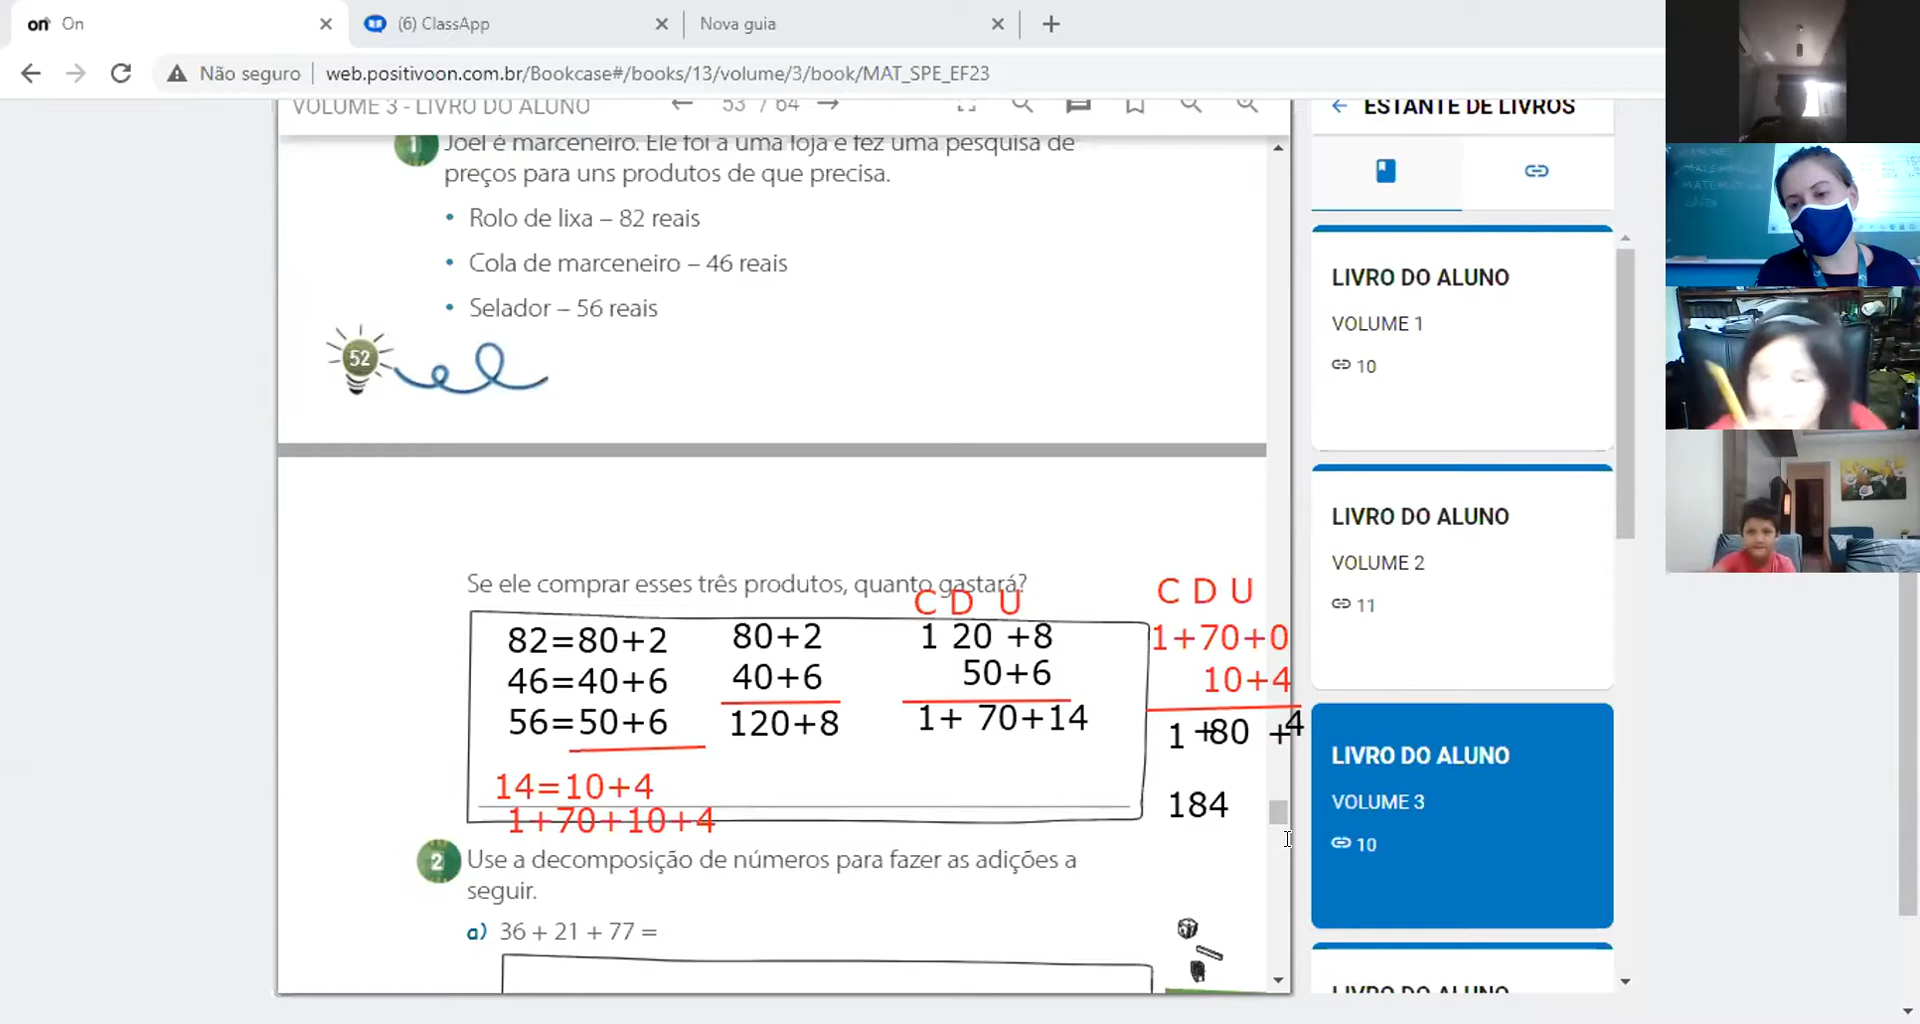 on On
(6) ClassApp
Nova guia
Não seguro
web.positivoon.com.br/Bookcase#/books/13/volume/3/book/MAT_SPE_EF23
VOLUME 3 - LIVRO DO ALUNO
53 / 64
1 Joel é marceneiro. Ele foi a uma loja e fez uma pesquisa de
preços para uns produtos de que precisa.
• Rolo de lixa – 82 reais
• Cola de marceneiro – 46 reais
• Selador – 56 reais
52
Se ele comprar esses três produtos, quanto gastará?
82=80+2
46=40+6
56=50+6
14=10+4
1+70+10+4
80+2
40+6
120+8
C D U
1 20 +8
50+6
1+ 70+14
C D U
1+70+0
10+4
1 +80 +4
184
2 Use a decomposição de números para fazer as adições a
seguir.
a) 36 + 21 + 77 =
ESTANTE DE LIVROS
LIVRO DO ALUNO
VOLUME 1
10
LIVRO DO ALUNO
VOLUME 2
11
LIVRO DO ALUNO
VOLUME 3
10
LIVRO DO ALUNO